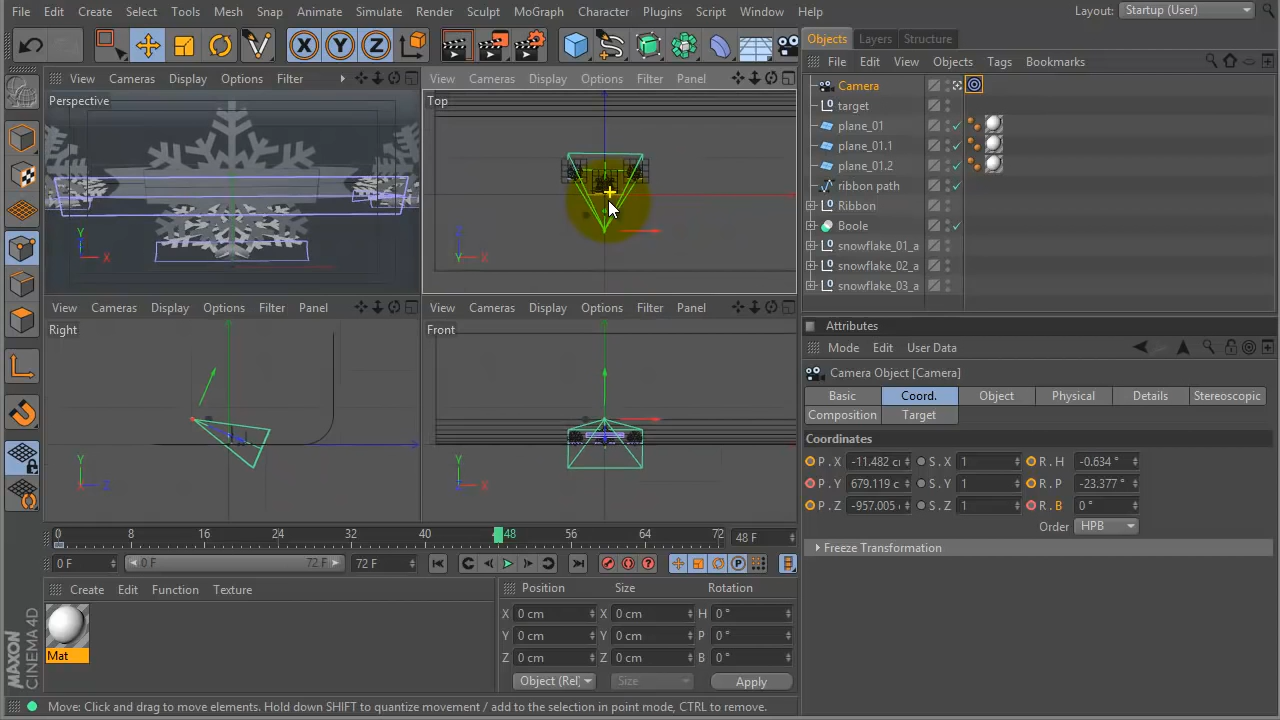 File Edit Create Select Tools Mesh Snap Animate Simulate Render Sculpt MoGraph Character Plugins Script Window Help Layout: Startup (User)
X Y Z
Objects Layers Structure
View Cameras Display Options Filter
View Cameras Display Options Filter Panel
File Edit View Objects Tags Bookmarks
Perspective
Top
Camera
target
plane_01
plane_01.1
plane_01.2
ribbon path
Ribbon
Boole
snowflake_01_a
snowflake_02_a
snowflake_03_a
View Cameras Display Options Filter Panel
View Cameras Display Options Filter Panel
Right
Front
Attributes
Mode Edit User Data
Camera Object [Camera]
Basic Coord. Object Physical Details Stereoscopic
Composition Target
Coordinates
P . X -11.482 cm S . X 1 R . H -0.634 °
P . Y 679.119 c S . Y 1 R . P -23.377 °
P . Z -957.005 S . Z 1 R . B 0 °
Order HPB
Freeze Transformation
0 8 16 24 32 40 48 56 64 72 48 F
0 F 0 F 72 F 72 F
Create Edit Function Texture
Mat
Position Size Rotation
X 0 cm X 0 cm H 0 °
Y 0 cm Y 0 cm P 0 °
Z 0 cm Z 0 cm B 0 °
Object (Rel) Size Apply
MAXON
CINEMA 4D
Move: Click and drag to move elements. Hold down SHIFT to quantize movement / add to the selection in point mode, CTRL to remove.